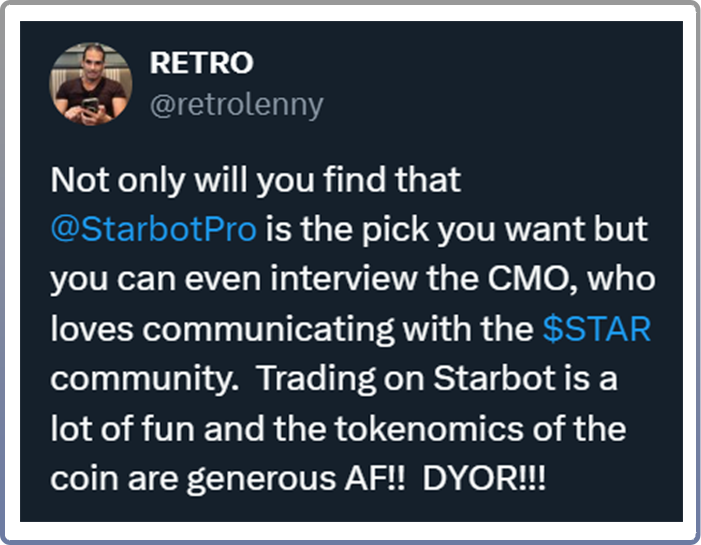 RETRO
@retrolenny
Not only will you find that
@StarbotPro is the pick you want but
you can even interview the CMO, who
loves communicating with the $STAR
community.  Trading on Starbot is a
lot of fun and the tokenomics of the
coin are generous AF!!  DYOR!!!